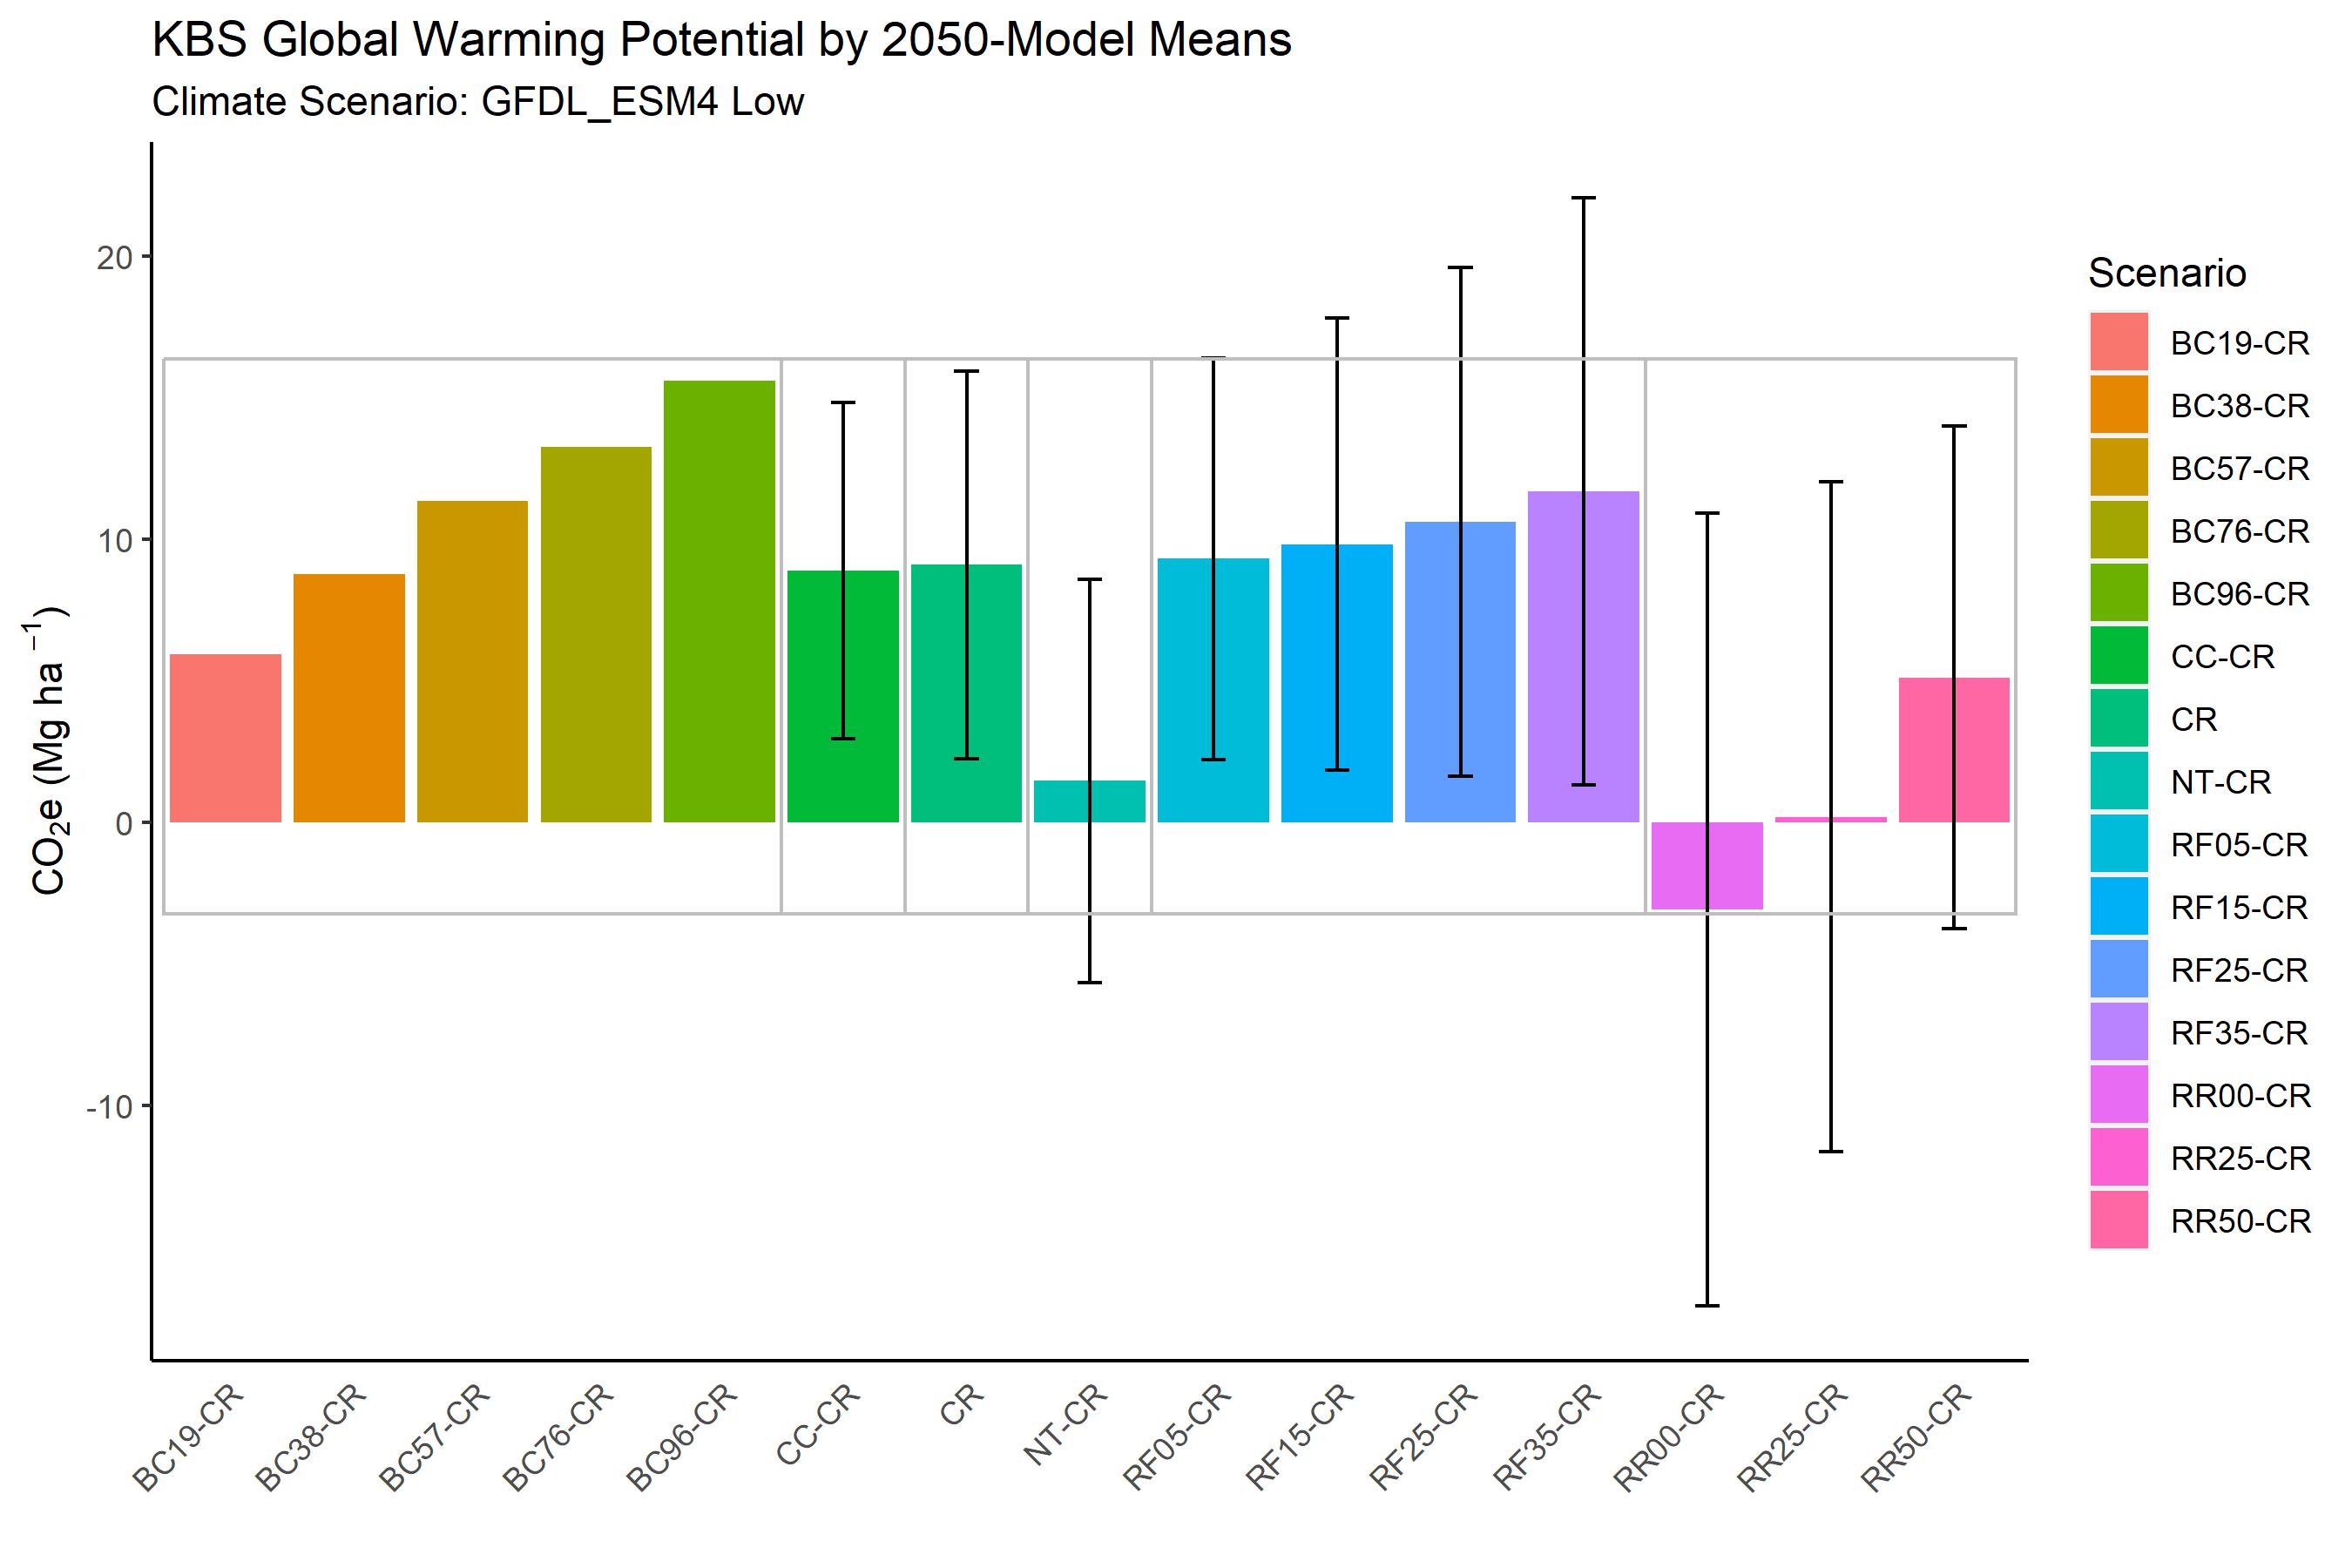 KBS Global Warming Potential by 2050-Model Means
Climate Scenario: GFDL_ESM4 Low
CO₂e (Mg ha ⁻¹)
20
10
0
-10
BC19-CR
BC38-CR
BC57-CR
BC76-CR
BC96-CR
CC-CR
CR
NT-CR
RF05-CR
RF15-CR
RF25-CR
RF35-CR
RR00-CR
RR25-CR
RR50-CR
Scenario
BC19-CR
BC38-CR
BC57-CR
BC76-CR
BC96-CR
CC-CR
CR
NT-CR
RF05-CR
RF15-CR
RF25-CR
RF35-CR
RR00-CR
RR25-CR
RR50-CR